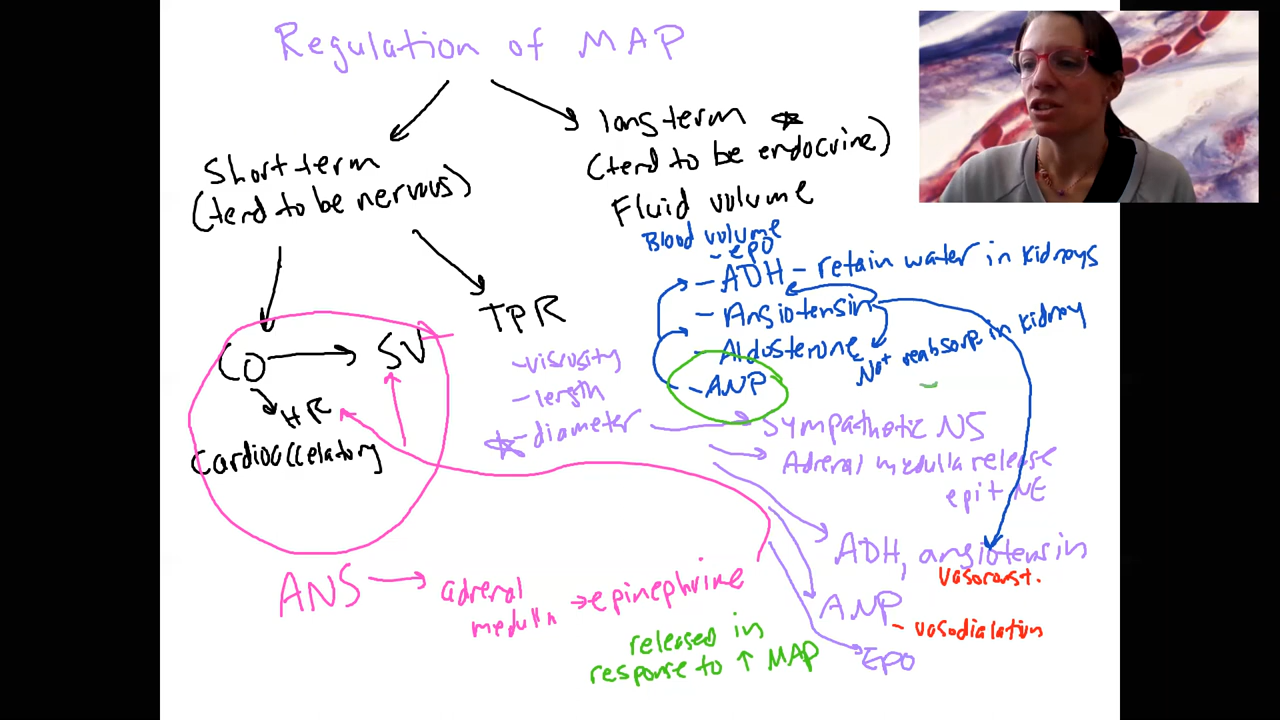 Regulation of MAP
Short term
(tend to be nervous)
long term
(tend to be endocrine)
Fluid volume
Blood volume
- epo
- ADH - retain water in kidneys
- Angiotensin
- Aldosterone
Na+ reabsorp. in kidney
- ANP
CO
SV
HR
Cardioaccelatory
TPR
- viscosity
- length
- diameter
Sympathetic NS
Adrenal medulla release
epi + NE
ADH, angiotensin
vasoconst.
ANP
- vasodialation
EPO
ANS
adrenal
medulla
epinephrine
released in
response to ↑ MAP